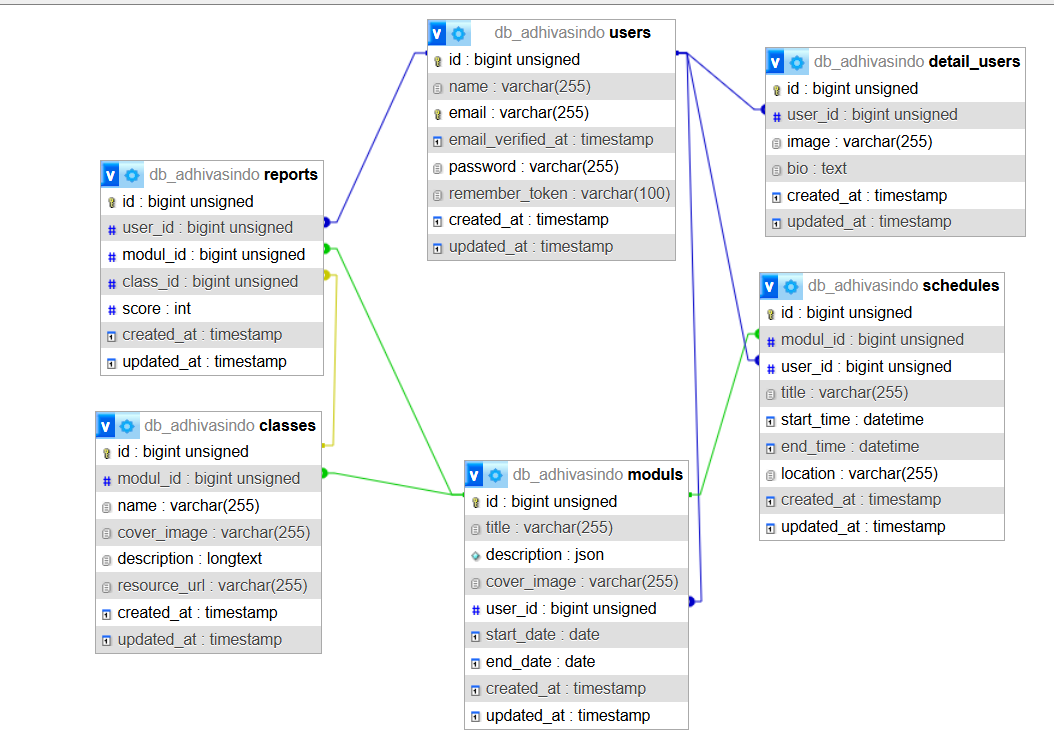 db_adhivasindo users
id : bigint unsigned
name : varchar(255)
email : varchar(255)
email_verified_at : timestamp
password : varchar(255)
remember_token : varchar(100)
created_at : timestamp
updated_at : timestamp
db_adhivasindo detail_users
id : bigint unsigned
user_id : bigint unsigned
image : varchar(255)
bio : text
created_at : timestamp
updated_at : timestamp
db_adhivasindo reports
id : bigint unsigned
user_id : bigint unsigned
modul_id : bigint unsigned
class_id : bigint unsigned
score : int
created_at : timestamp
updated_at : timestamp
db_adhivasindo schedules
id : bigint unsigned
modul_id : bigint unsigned
user_id : bigint unsigned
title : varchar(255)
start_time : datetime
end_time : datetime
location : varchar(255)
created_at : timestamp
updated_at : timestamp
db_adhivasindo classes
id : bigint unsigned
modul_id : bigint unsigned
name : varchar(255)
cover_image : varchar(255)
description : longtext
resource_url : varchar(255)
created_at : timestamp
updated_at : timestamp
db_adhivasindo moduls
id : bigint unsigned
title : varchar(255)
description : json
cover_image : varchar(255)
user_id : bigint unsigned
start_date : date
end_date : date
created_at : timestamp
updated_at : timestamp